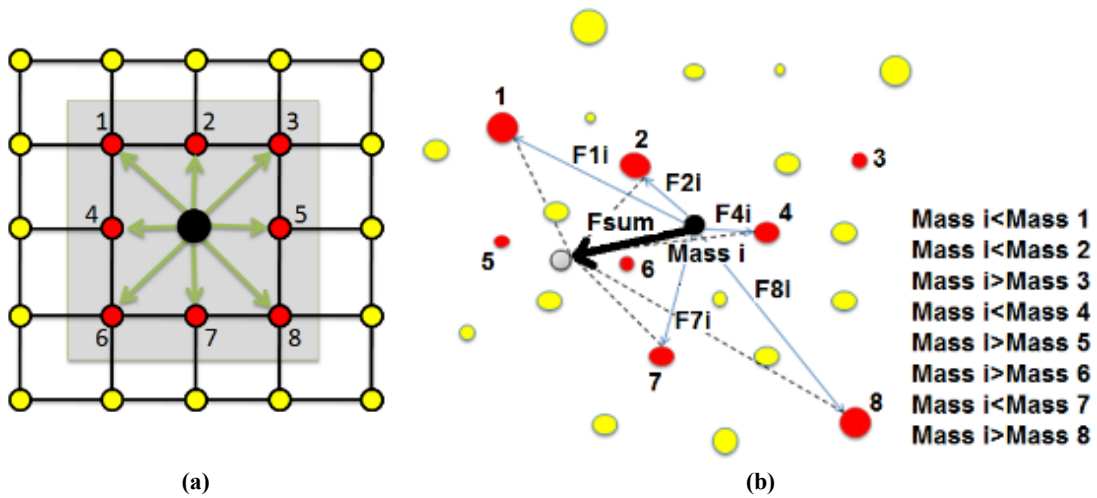 1 2 3
4 5
6 7 8
(a)
1
2
3
F1i
F2i
F4i
4
Fsum
Mass i
5
6
F8I
F7i
7
8
Mass i<Mass 1
Mass i<Mass 2
Mass i>Mass 3
Mass i<Mass 4
Mass I>Mass 5
Mass i>Mass 6
Mass i<Mass 7
Mass i>Mass 8
(b)